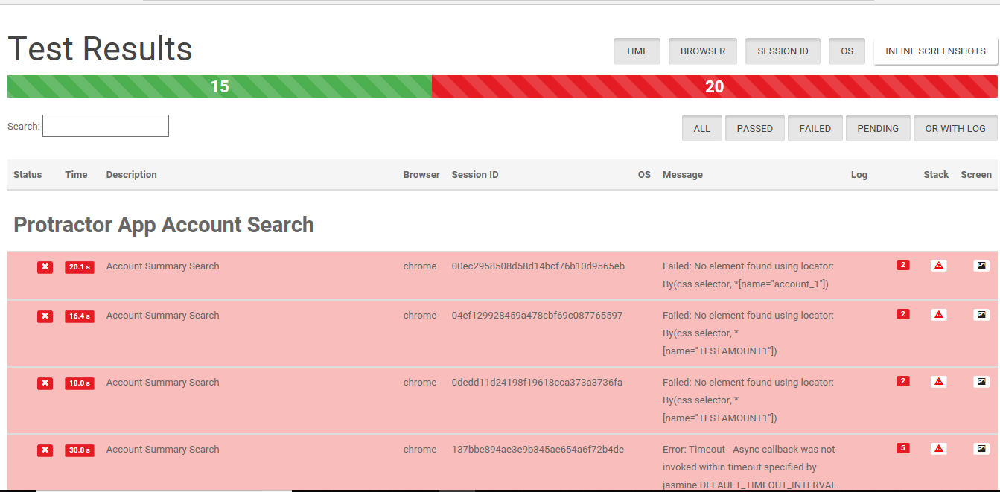 Test Results
TIME BROWSER SESSION ID OS INLINE SCREENSHOTS
15 20
Search: ALL PASSED FAILED PENDING OR WITH LOG
Status Time Description Browser Session ID OS Message Log Stack Screen
Protractor App Account Search
20.1 s Account Summary Search chrome 00ec2958508d58d14bcf76b10d9565eb Failed: No element found using locator: 2
By(css selector, *[name="account_1"])
16.4 s Account Summary Search chrome 04ef129928459a478cbf69c087765597 Failed: No element found using locator: 2
By(css selector, *
[name="TESTAMOUNT1"])
18.0 s Account Summary Search chrome 0dedd11d24198f19618cca373a3736fa Failed: No element found using locator: 2
By(css selector, *
[name="TESTAMOUNT1"])
30.8 s Account Summary Search chrome 137bbe894ae3e9b345ae654a6f72b4de Error: Timeout - Async callback was not 5
invoked within timeout specified by
jasmine.DEFAULT_TIMEOUT_INTERVAL.